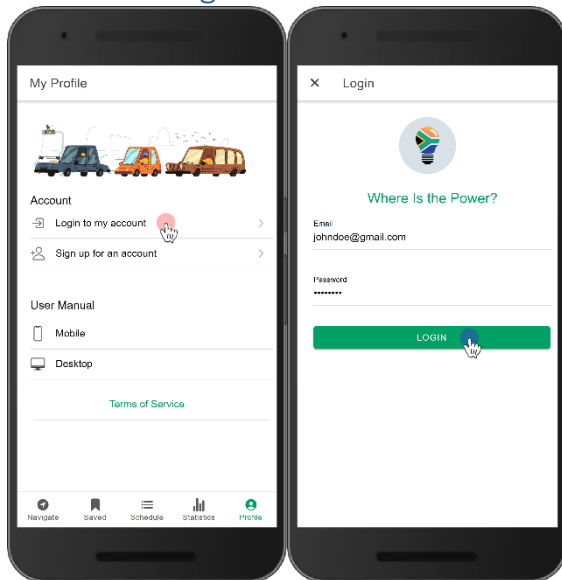 My Profile
Account
Login to my account
Sign up for an account
User Manual
Mobile
Desktop
Terms of Service
Navigate
Saved
Schedule
Statistics
Profile
Login
Where Is the Power?
Email
johndoe@gmail.com
Password
••••••••
LOGIN